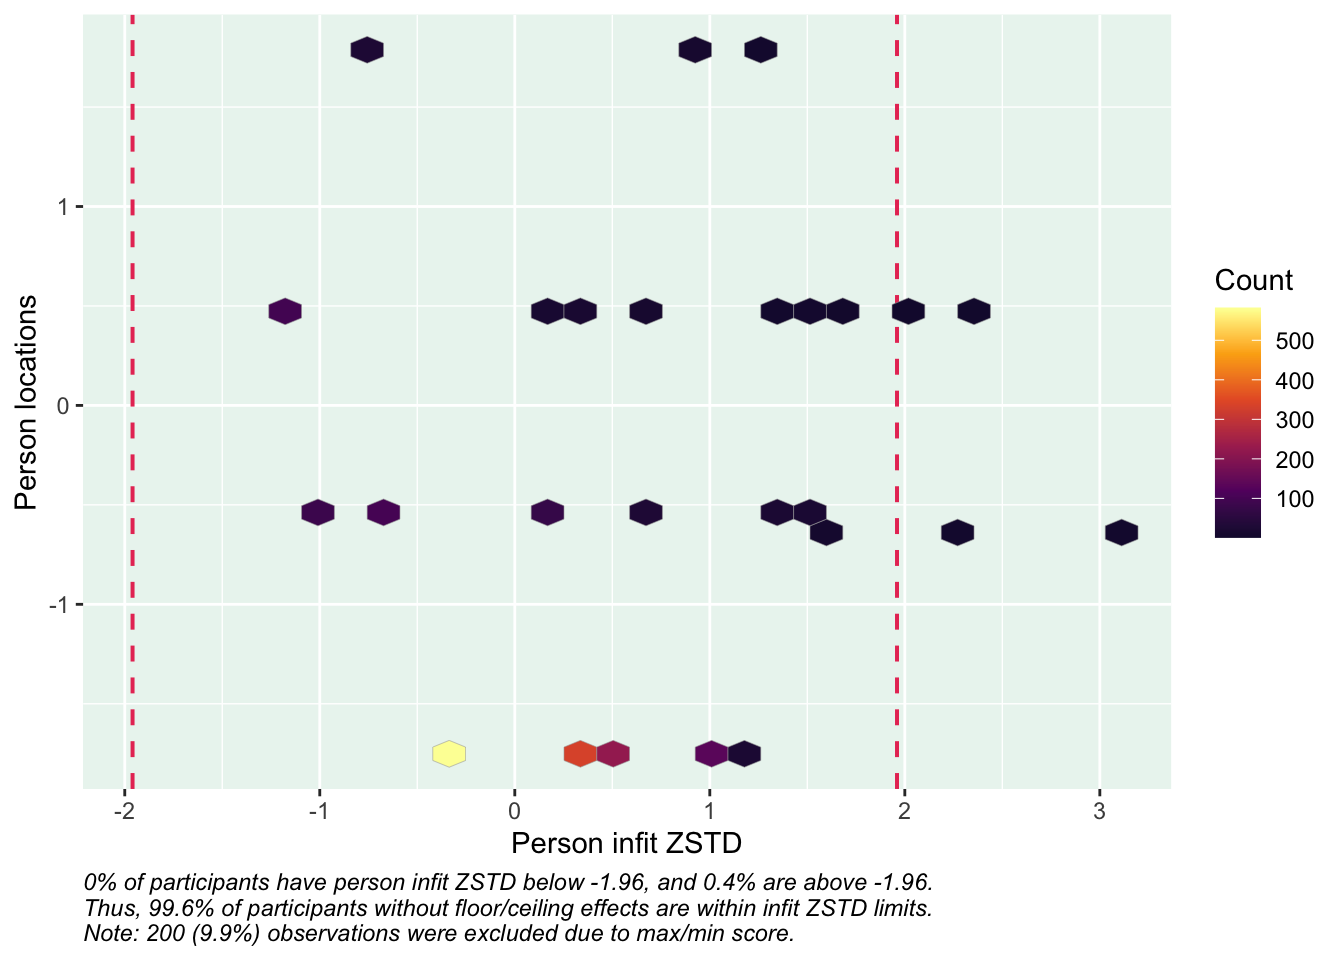 1
0
-1
Person locations
-2
-1
0
1
2
3
Person infit ZSTD
Count
500
400
300
200
100
0% of participants have person infit ZSTD below -1.96, and 0.4% are above -1.96.
Thus, 99.6% of participants without floor/ceiling effects are within infit ZSTD limits.
Note: 200 (9.9%) observations were excluded due to max/min score.